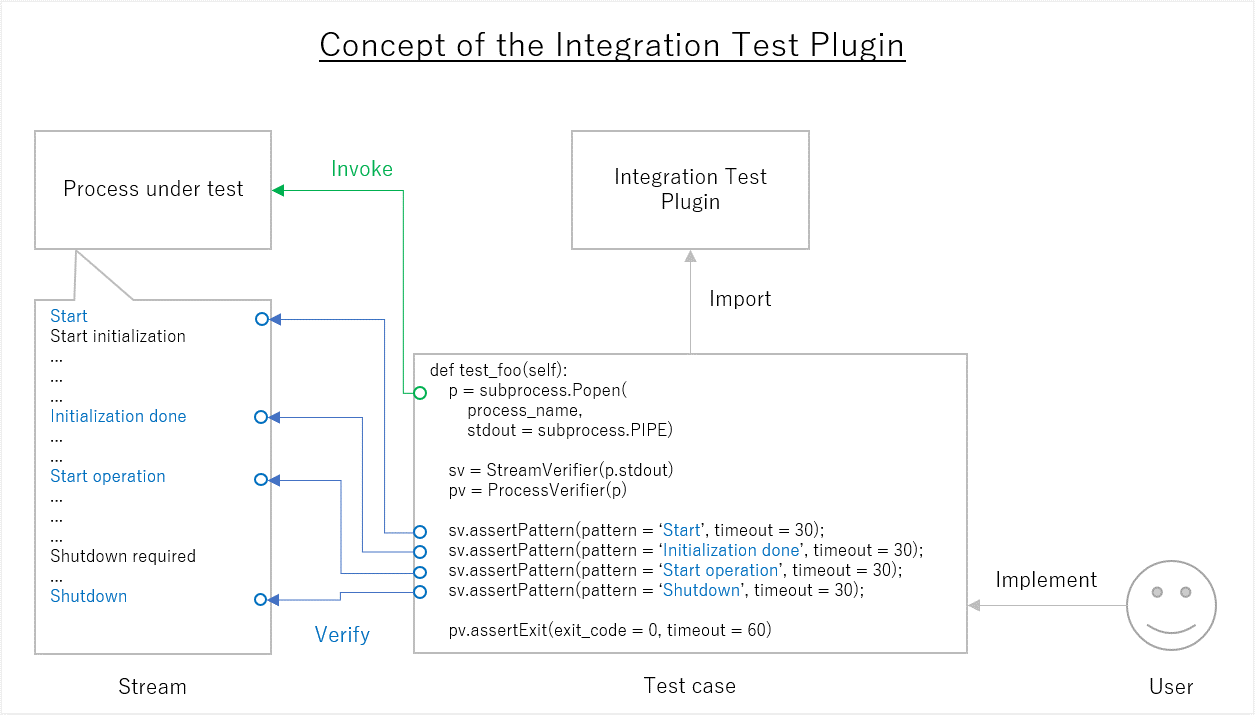 Concept of the Integration Test Plugin
Process under test
Invoke
Integration Test
Plugin
Import
Start
Start initialization
...
...
...
Initialization done
...
...
Start operation
...
...
...
Shutdown required
...
Shutdown
Verify
Stream
def test_foo(self):
p = subprocess.Popen(
process_name,
stdout = subprocess.PIPE)
sv = StreamVerifier(p.stdout)
pv = ProcessVerifier(p)
sv.assertPattern(pattern = ‘Start’, timeout = 30);
sv.assertPattern(pattern = ‘Initialization done’, timeout = 30);
sv.assertPattern(pattern = ‘Start operation’, timeout = 30);
sv.assertPattern(pattern = ‘Shutdown’, timeout = 30);
pv.assertExit(exit_code = 0, timeout = 60)
Test case
Implement
User